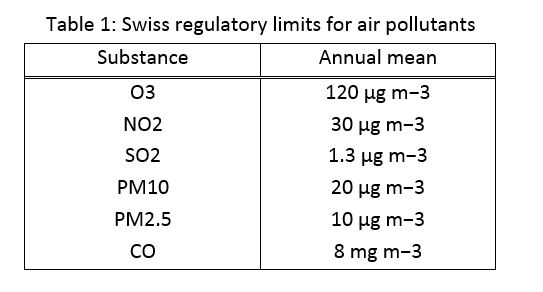 Table 1: Swiss regulatory limits for air pollutants
Substance Annual mean
O3 120 µg m−3
NO2 30 µg m−3
SO2 1.3 µg m−3
PM10 20 µg m−3
PM2.5 10 µg m−3
CO 8 mg m−3